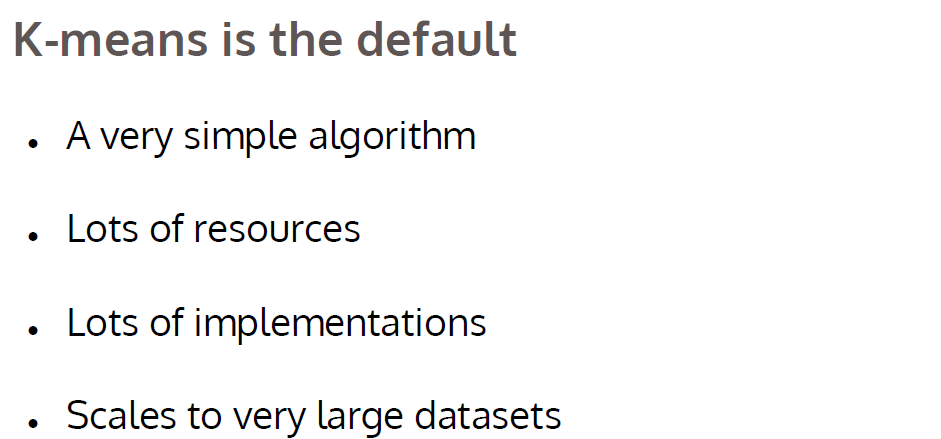 K-means is the default
• A very simple algorithm
• Lots of resources
• Lots of implementations
• Scales to very large datasets